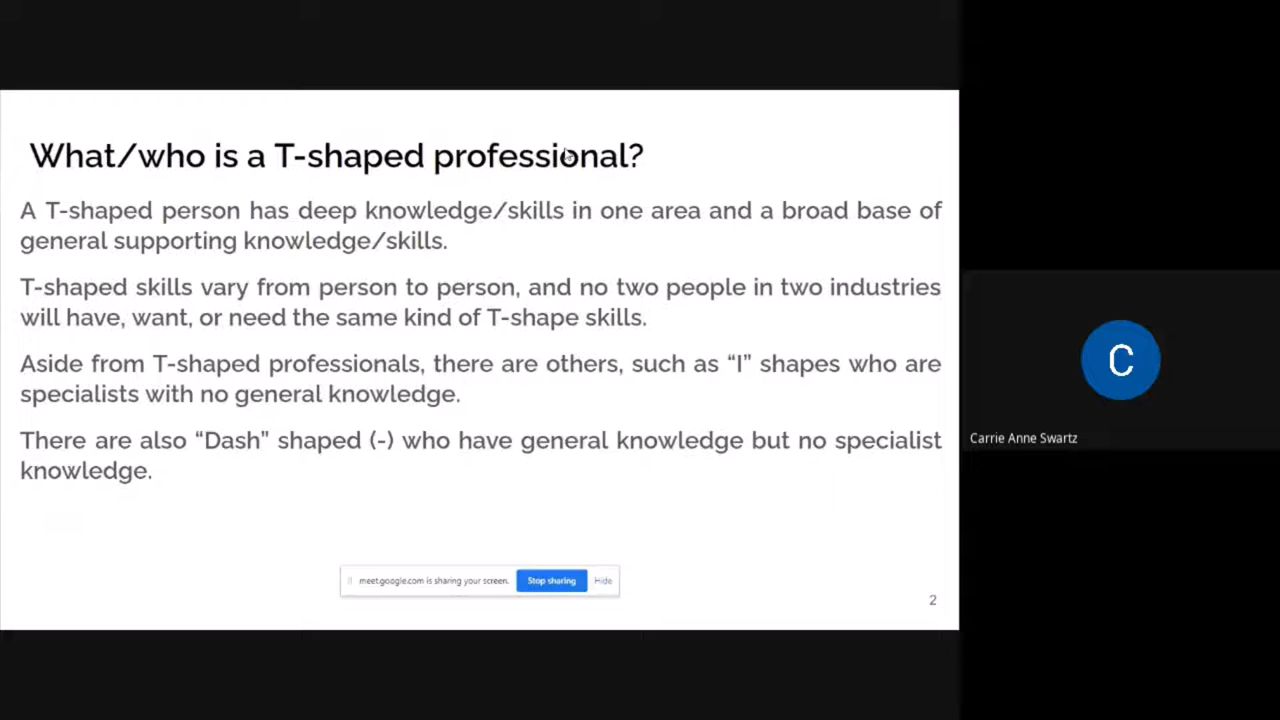 What/who is a T-shaped professional?
A T-shaped person has deep knowledge/skills in one area and a broad base of
general supporting knowledge/skills.
T-shaped skills vary from person to person, and no two people in two industries
will have, want, or need the same kind of T-shape skills.
Aside from T-shaped professionals, there are others, such as “I” shapes who are
specialists with no general knowledge.
There are also “Dash” shaped (-) who have general knowledge but no specialist
knowledge.
meet.google.com is sharing your screen. Stop sharing Hide
2
C
Carrie Anne Swartz